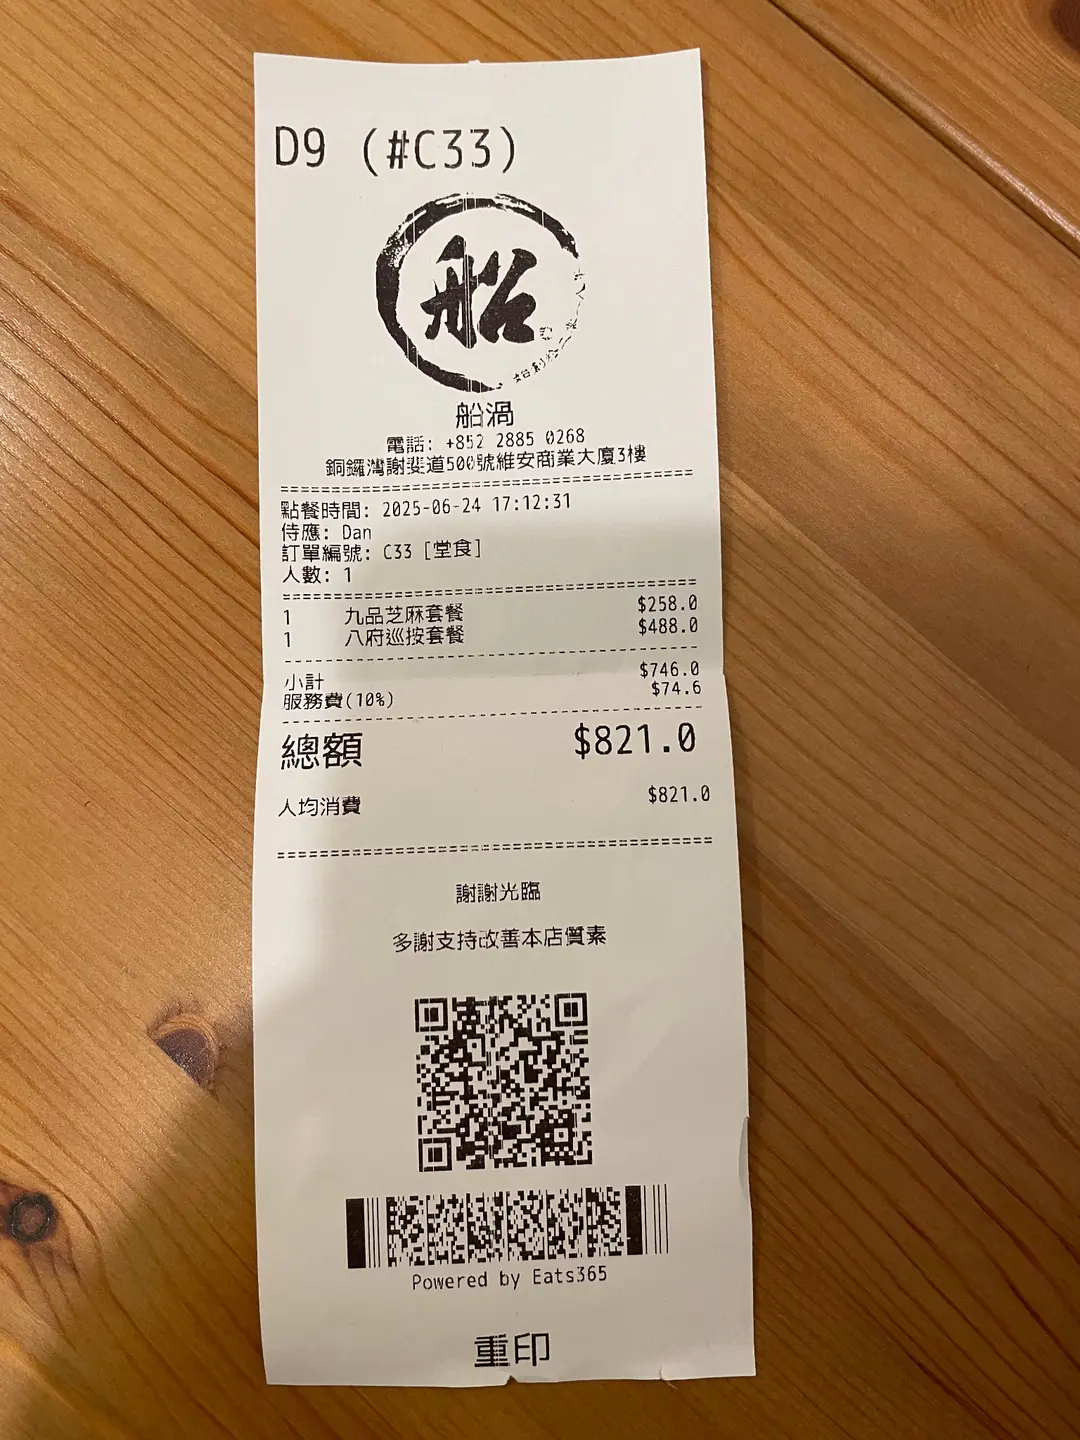 D9 (#C33)
船
船渦
電話: +852 2885 0268
銅鑼灣謝斐道500號維安商業大廈3樓
點餐時間: 2025-06-24 17:12:31
侍應: Dan
訂單編號: C33 [堂食]
人數: 1
1 九品芝麻套餐 $258.0
1 八府巡按套餐 $488.0
小計 $746.0
服務費(10%) $74.6
總額 $821.0
人均消費 $821.0
謝謝光臨
多謝支持改善本店質素
Powered by Eats365
重印